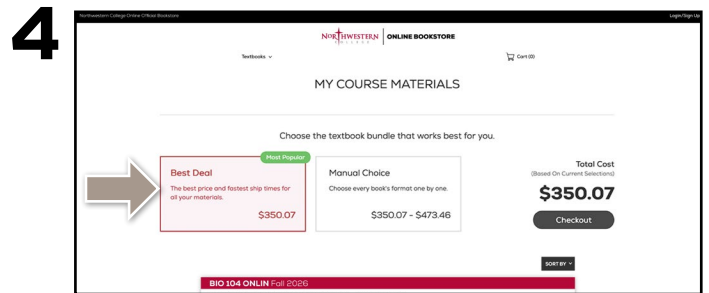 4
Northwestern College Online Official Bookstore
Login/Sign Up
NORTHWESTERN
COLLEGE
ONLINE BOOKSTORE
Textbooks
Cart (0)
MY COURSE MATERIALS
Choose the textbook bundle that works best for you.
Most Popular
Best Deal
The best price and fastest ship times for
all your materials.
$350.07
Manual Choice
Choose every book's format one by one.
$350.07 - $473.46
Total Cost
(Based On Current Selections)
$350.07
Checkout
SORT BY
BIO 104 ONLIN Fall 2026